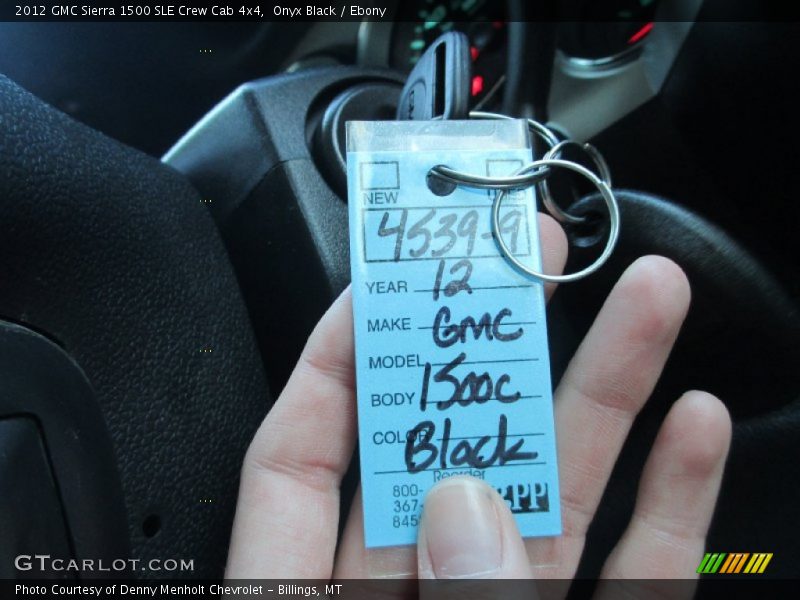 2012 GMC Sierra 1500 SLE Crew Cab 4x4, Onyx Black / Ebony
NEW
4539-9
YEAR 12
MAKE GMC
MODEL
BODY 1500C
COLOR Black
Reorder
800-
367-
845
GTCARLOT.COM
Photo Courtesy of Denny Menholt Chevrolet - Billings, MT